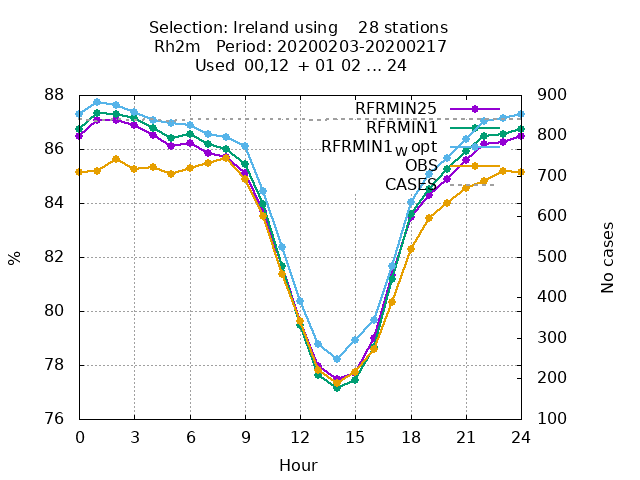 Selection: Ireland using    28 stations
Rh2m   Period: 20200203-20200217
Used  00,12  + 01 02 ... 24
88 900
RFRMIN25
RFRMIN1
RFRMIN1w opt
OBS
CASES
86 800
700
84 600
82 500
80 400
300
78 200
76 100
%
No cases
0 3 6 9 12 15 18 21 24
Hour